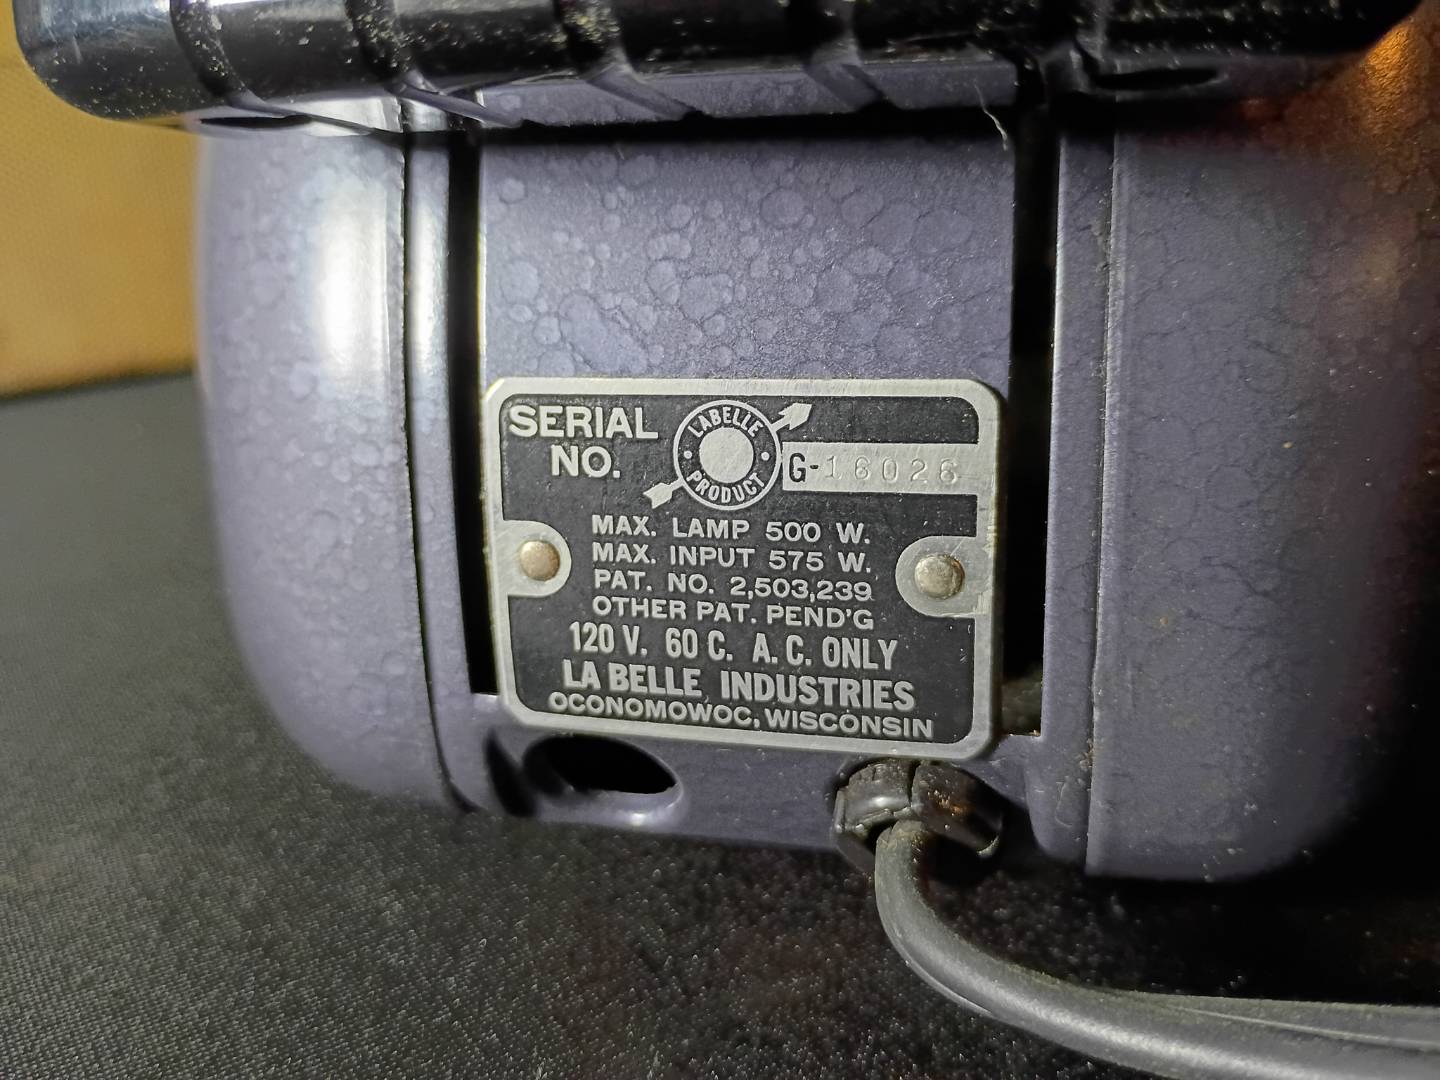 SERIAL
NO.
LABELLE
PRODUCT
G-16026
MAX. LAMP 500 W.
MAX. INPUT 575 W.
PAT. NO. 2,503,239
OTHER PAT. PEND'G
120 V. 60 C. A.C. ONLY
LA BELLE INDUSTRIES
OCONOMOWOC, WISCONSIN